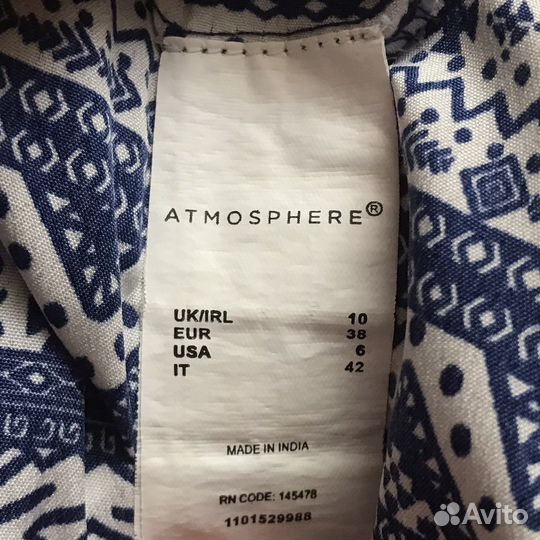 ATMOSPHERE®
UK/IRL 10
EUR 38
USA 6
IT 42
MADE IN INDIA
RN CODE: 145478
1101529988
Avito